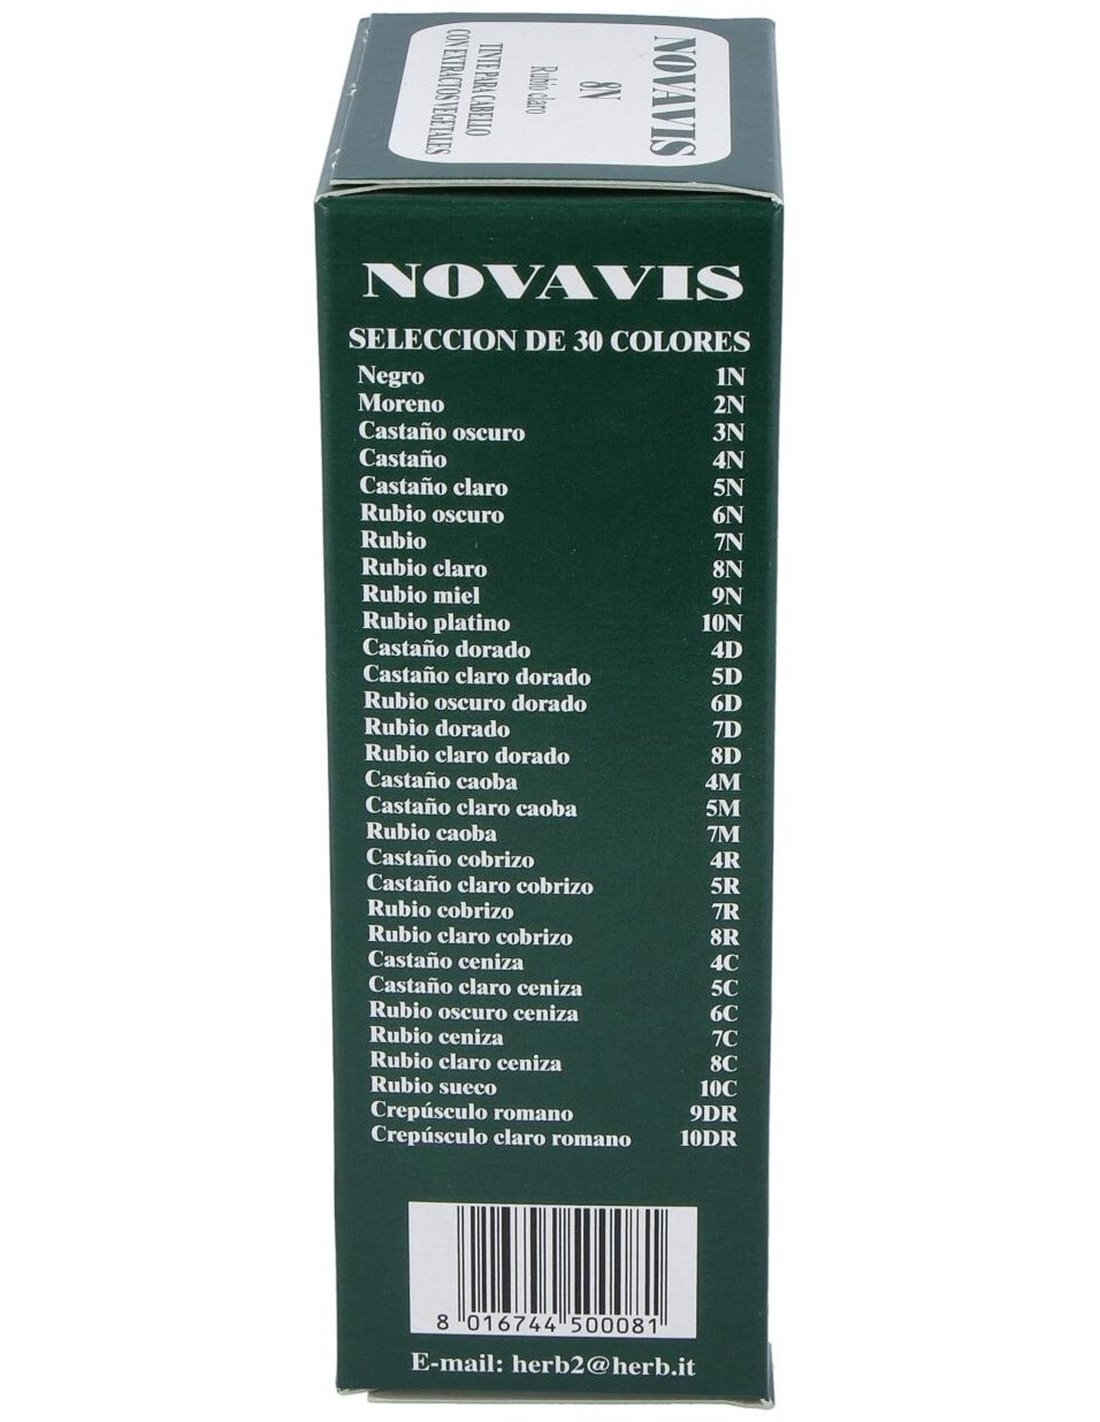 NOVAVIS
8N
Rubio claro
TINTE PARA CABELLO
CON EXTRACTOS VEGETALES
NOVAVIS
SELECCION DE 30 COLORES
Negro 1N
Moreno 2N
Castaño oscuro 3N
Castaño 4N
Castaño claro 5N
Rubio oscuro 6N
Rubio 7N
Rubio claro 8N
Rubio miel 9N
Rubio platino 10N
Castaño dorado 4D
Castaño claro dorado 5D
Rubio oscuro dorado 6D
Rubio dorado 7D
Rubio claro dorado 8D
Castaño caoba 4M
Castaño claro caoba 5M
Rubio caoba 7M
Castaño cobrizo 4R
Castaño claro cobrizo 5R
Rubio cobrizo 7R
Rubio claro cobrizo 8R
Castaño ceniza 4C
Castaño claro ceniza 5C
Rubio oscuro ceniza 6C
Rubio ceniza 7C
Rubio claro ceniza 8C
Rubio sueco 10C
Crepúsculo romano 9DR
Crepúsculo claro romano 10DR
8 016744 500081
E-mail: herb2@herb.it